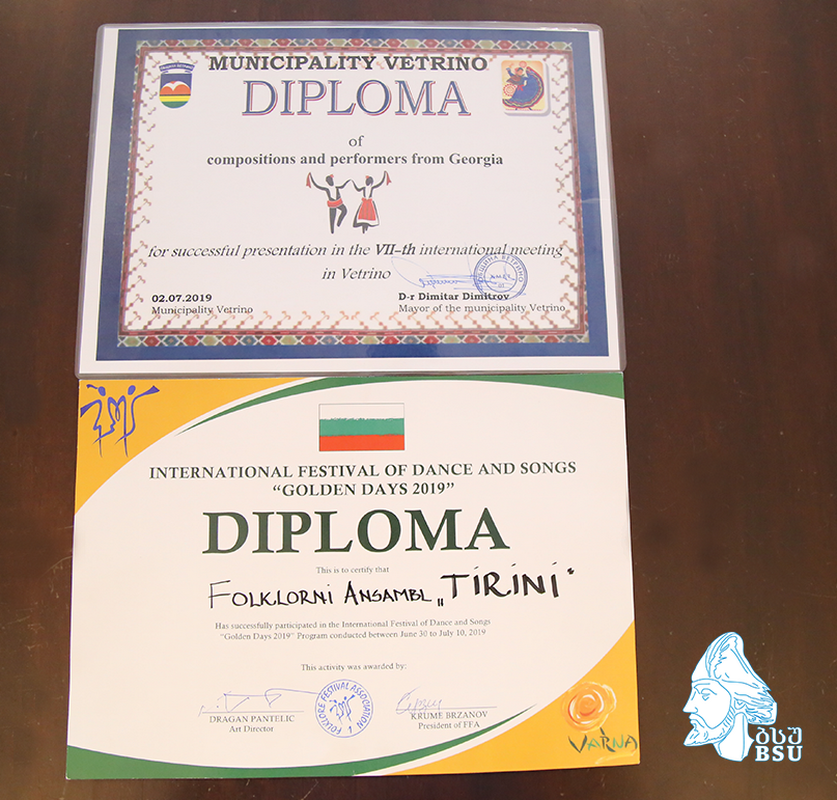 MUNICIPALITY VETRINO
DIPLOMA
of
compositions and performers from Georgia
for successful presentation in the VII-th international meeting
in Vetrino
ОБЩИНА ВЕТРИНО
02.07.2019
Municipality Vetrino
D-r Dimitar Dimitrov
Mayor of the municipality Vetrino
INTERNATIONAL FESTIVAL OF DANCE AND SONGS
“GOLDEN DAYS 2019”
DIPLOMA
This is to certify that
FOLKLORNI ANSAMBL „TIRINI“
Has successfully participated in the International Festival of Dance and Songs
“Golden Days 2019” Program conducted between June 30 to July 10, 2019
This activity was awarded by:
DRAGAN PANTELIC
Art Director
FOLKLORE FESTIVAL ASSOCIATION 1
KRUME BRZANOV
President of FFA
VARNA
ბსუ
BSU